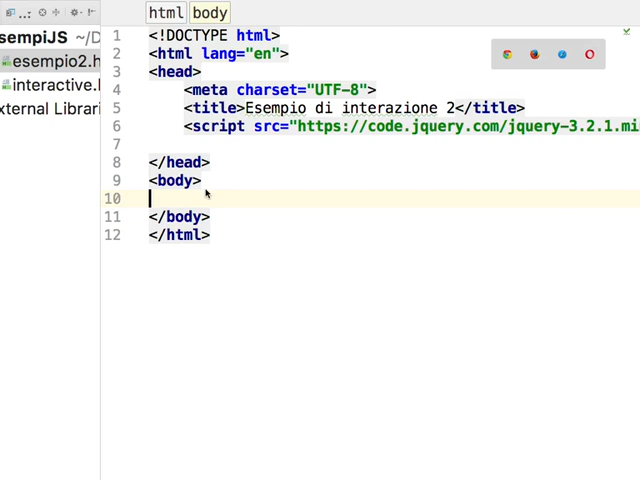 html body
sempiJS ~/D
esempio2.h
interactive.
xternal Librari
1 <!DOCTYPE html>
2 <html lang="en">
3 <head>
4 <meta charset="UTF-8">
5 <title>Esempio di interazione 2</title>
6 <script src="https://code.jquery.com/jquery-3.2.1.mi
7
8 </head>
9 <body>
10
11 </body>
12 </html>